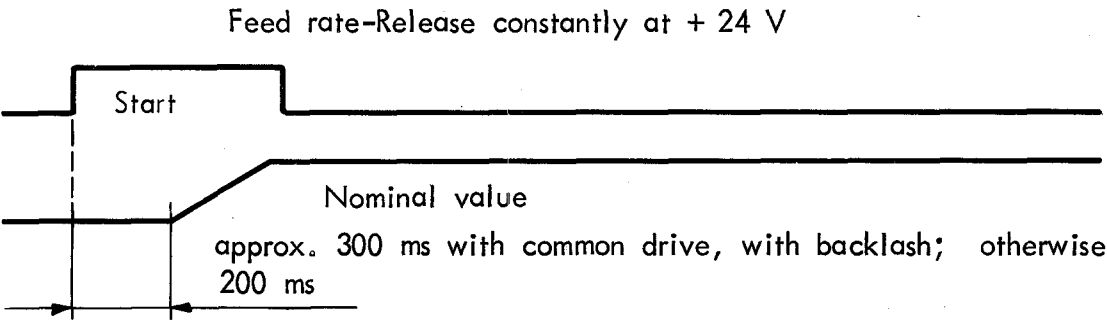 Feed rate-Release constantly at + 24 V
Start
Nominal value
approx. 300 ms with common drive, with backlash; otherwise
200 ms